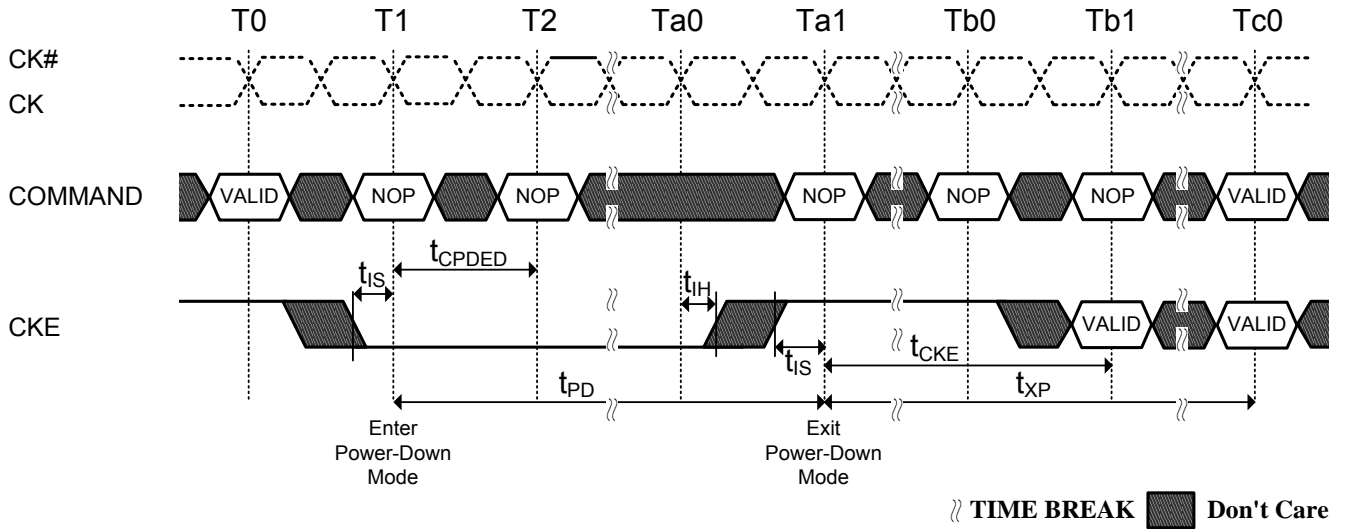 T0 T1 T2 Ta0 Ta1 Tb0 Tb1 Tc0
CK#
CK
COMMAND VALID NOP NOP NOP NOP NOP VALID
tIS tCPDED tIH
CKE VALID VALID
tIS tCKE
tPD tXP
Enter Power-Down Mode
Exit Power-Down Mode
TIME BREAK Don't Care